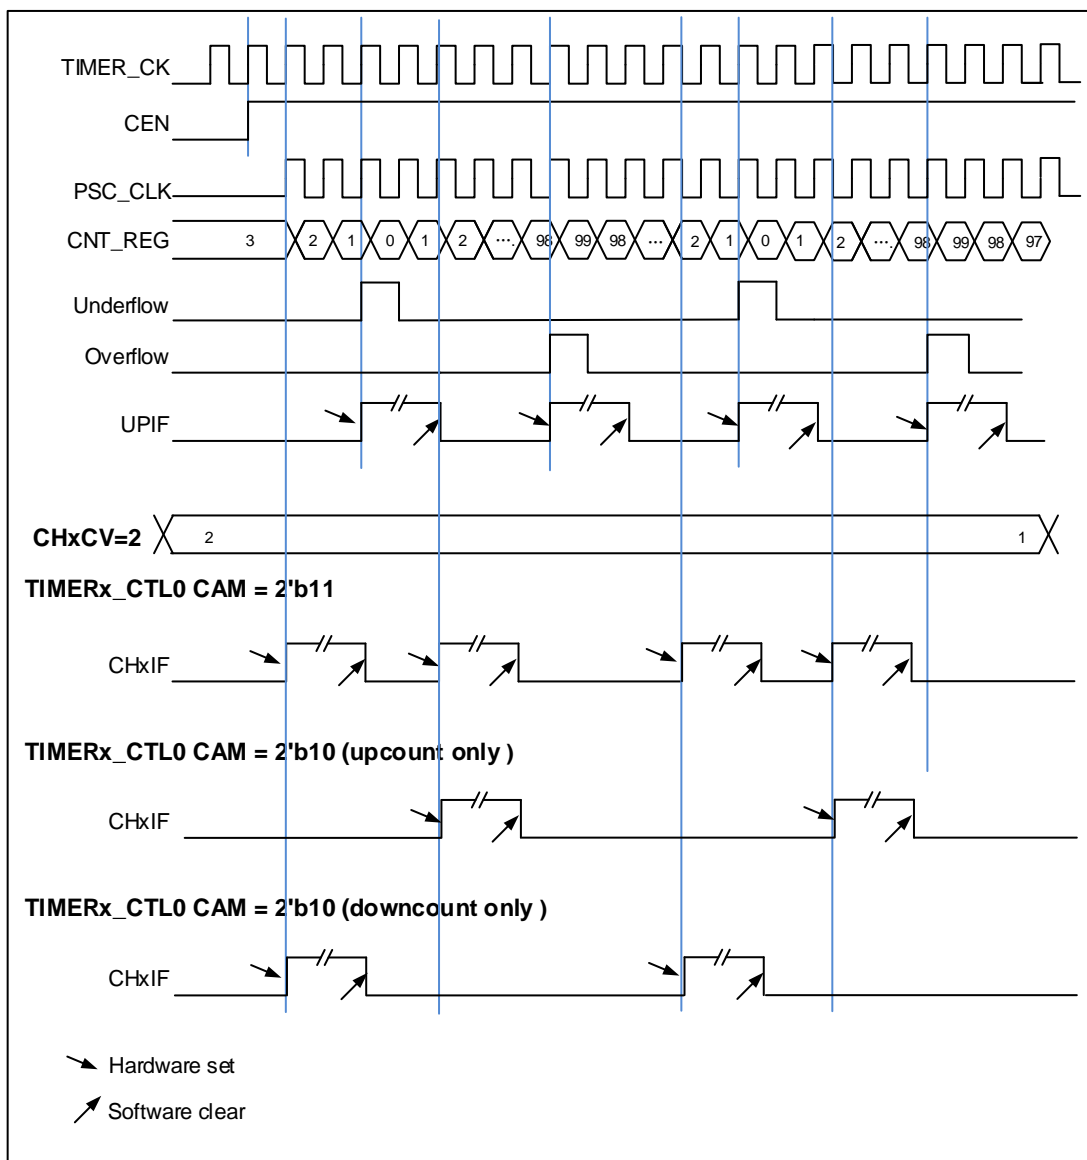 TIMER_CK
CEN
PSC_CLK
CNT_REG 3 2 1 0 1 2 .... 98 99 98 ... 2 1 0 1 2 .... 98 99 98 97
Underflow
Overflow
UPIF
CHxCV=2 2 1
TIMERx_CTL0 CAM = 2'b11
CHxIF
TIMERx_CTL0 CAM = 2'b10 (upcount only )
CHxIF
TIMERx_CTL0 CAM = 2'b10 (downcount only )
CHxIF
Hardware set
Software clear